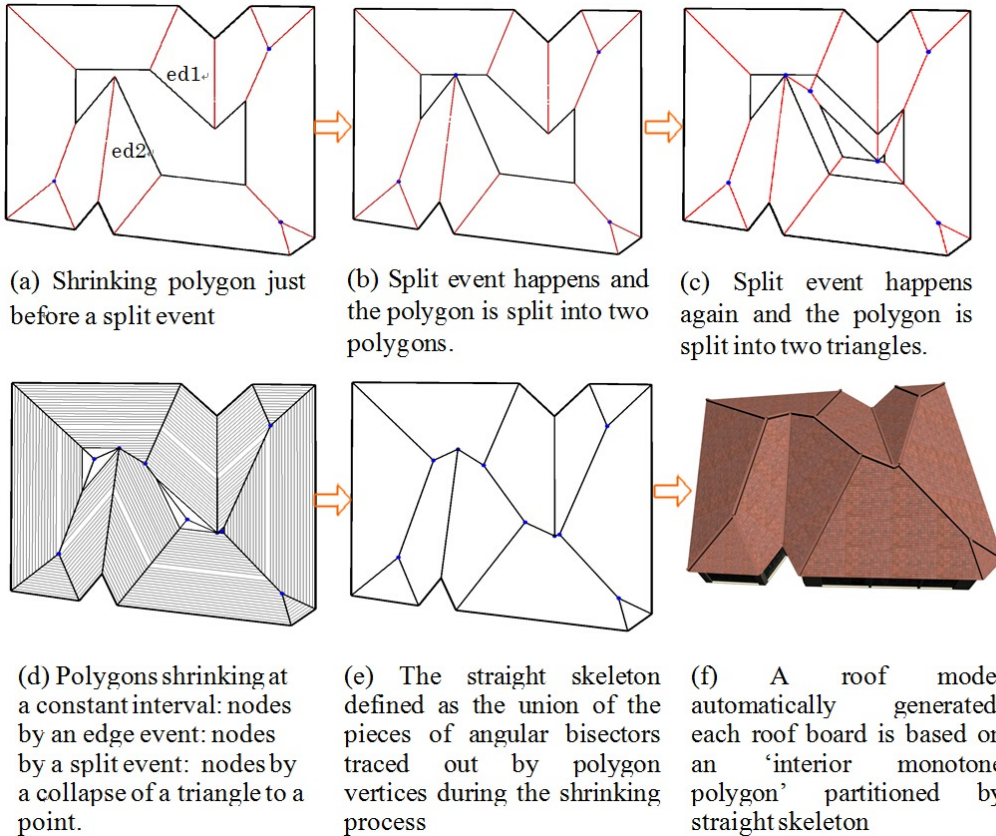 ed1
ed2
(a) Shrinking polygon just
before a split event
(b) Split event happens and
the polygon is split into two
polygons.
(c) Split event happens
again and the polygon is
split into two triangles.
(d) Polygons shrinking at
a constant interval: nodes
by an edge event: nodes
by a split event: nodes by
a collapse of a triangle to a
point.
(e) The straight skeleton
defined as the union of the
pieces of angular bisectors
traced out by polygon
vertices during the shrinking
process
(f) A roof mode
automatically generated
each roof board is based on
an ‘interior monotone
polygon’ partitioned by
straight skeleton